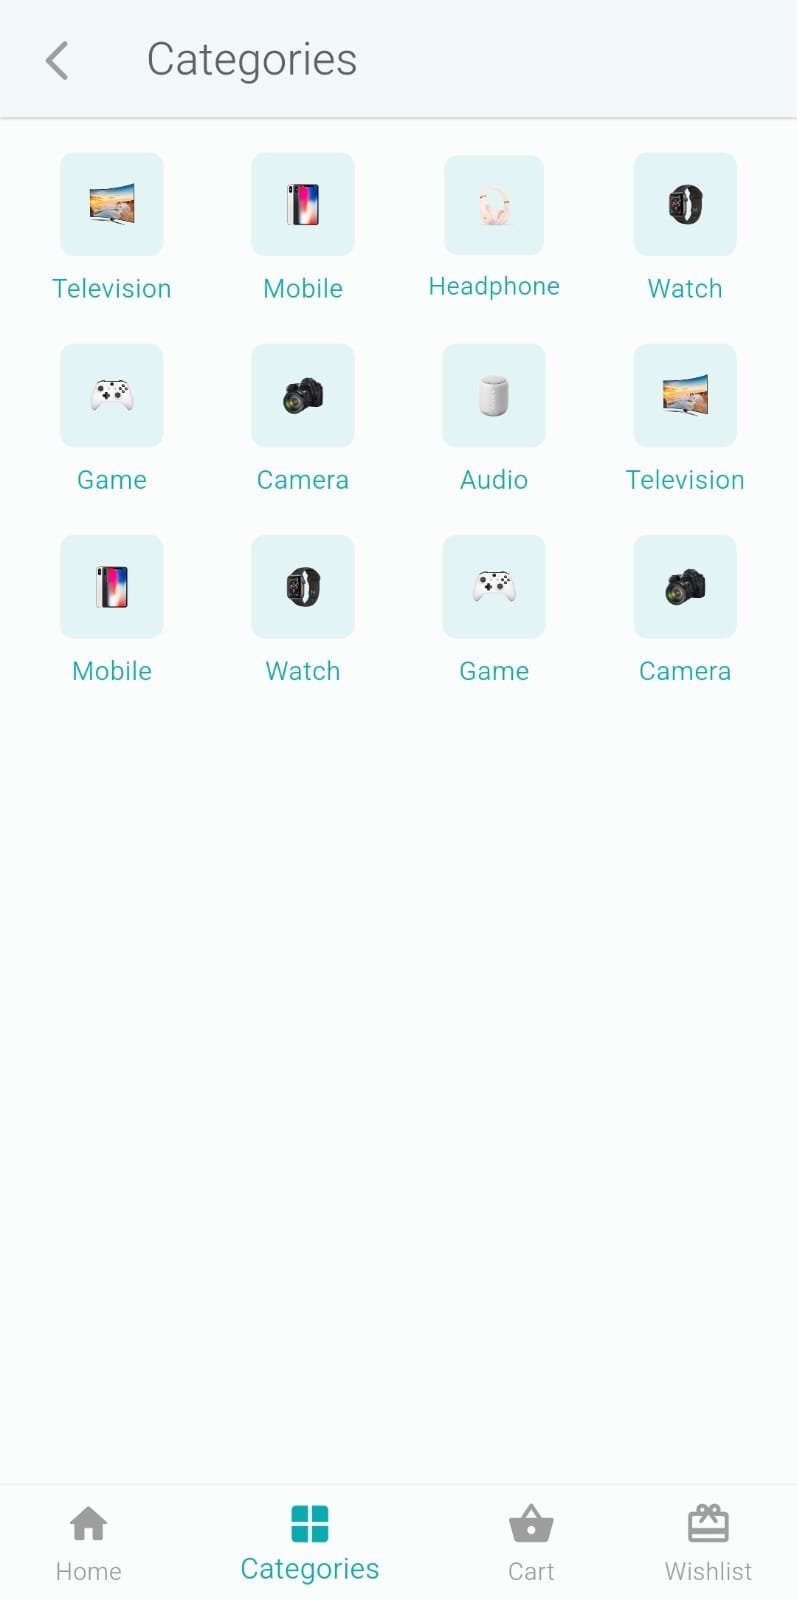 Categories
Television
Mobile
Headphone
Watch
Game
Camera
Audio
Television
Mobile
Watch
Game
Camera
Home
Categories
Cart
Wishlist